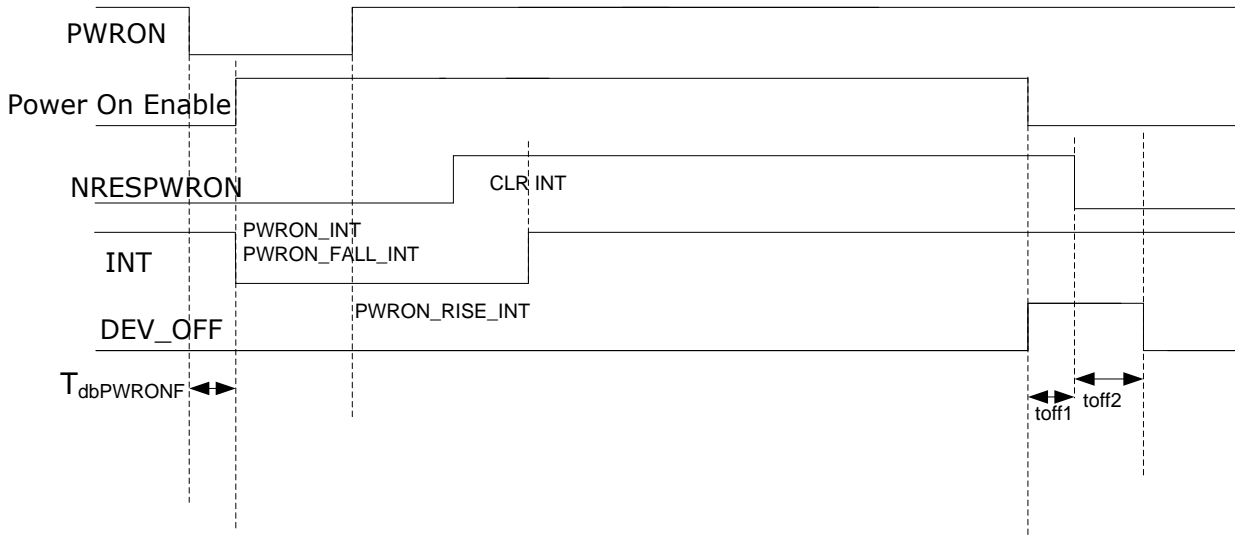 PWRON
Power On Enable
NRESPWRON
CLR INT
PWRON_INT
PWRON_FALL_INT
INT
PWRON_RISE_INT
DEV_OFF
TdbPWRONF
toff1
toff2